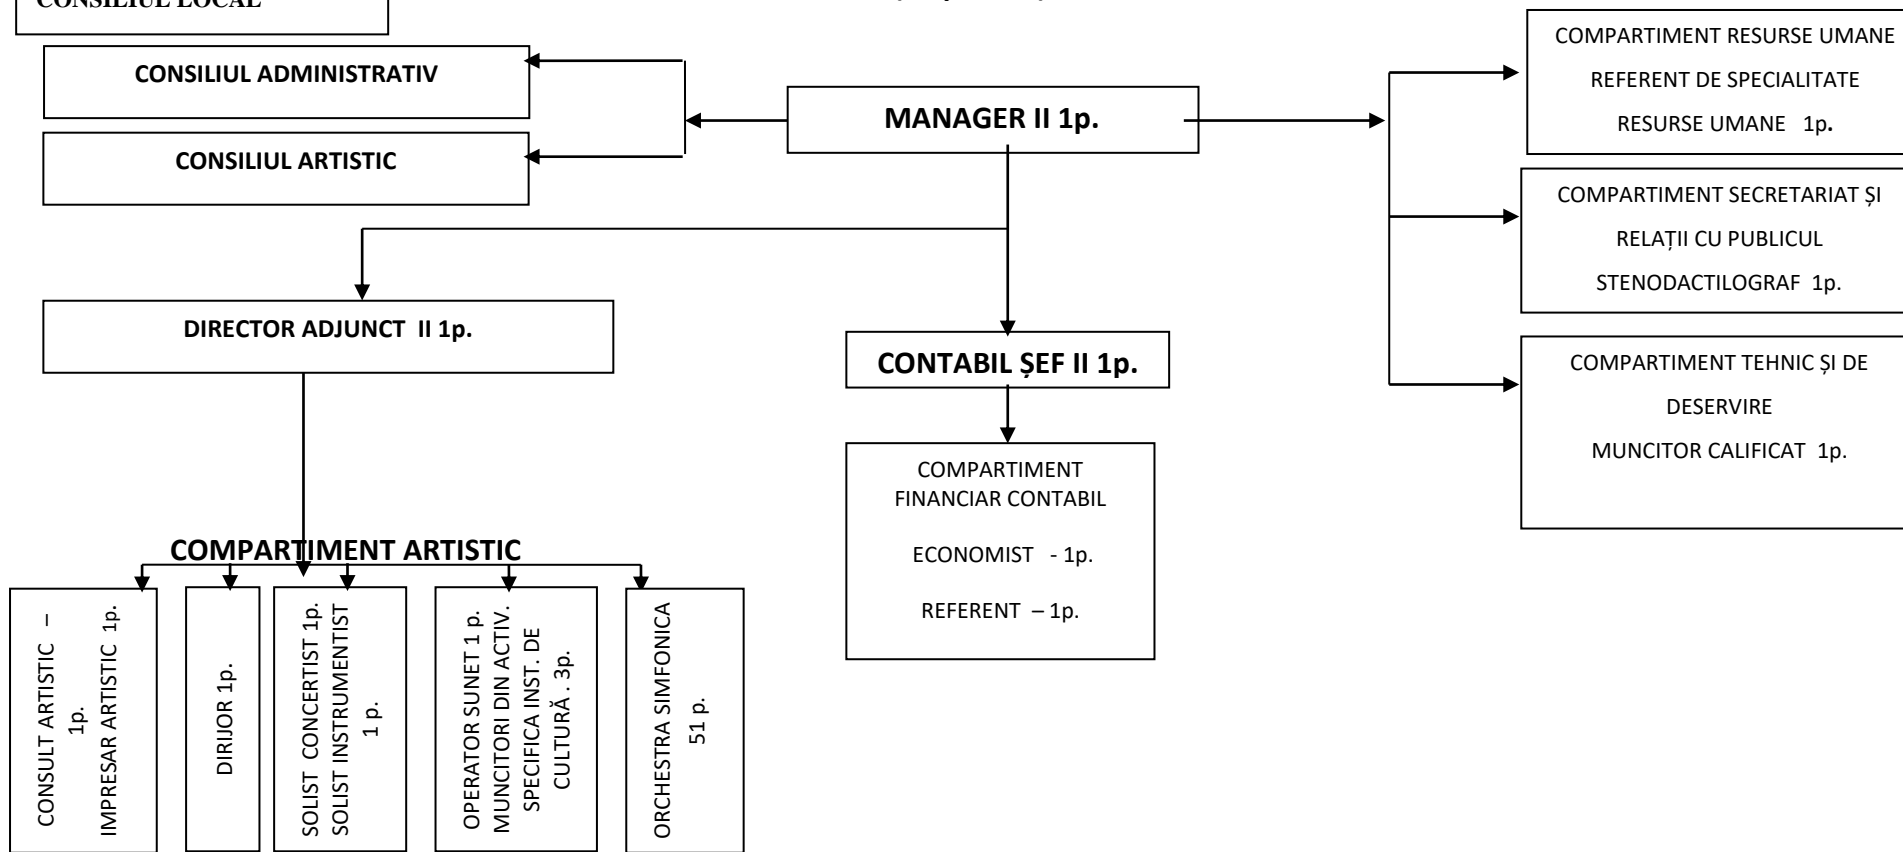 CONSILIUL LOCAL
CONSILIUL ADMINISTRATIV
CONSILIUL ARTISTIC
MANAGER II 1p.
COMPARTIMENT RESURSE UMANE
REFERENT DE SPECIALITATE
RESURSE UMANE 1p.
COMPARTIMENT SECRETARIAT ȘI
RELAȚII CU PUBLICUL
STENODACTILOGRAF 1p.
COMPARTIMENT TEHNIC ȘI DE
DESERVIRE
MUNCITOR CALIFICAT 1p.
DIRECTOR ADJUNCT II 1p.
CONTABIL ȘEF II 1p.
COMPARTIMENT
FINANCIAR CONTABIL
ECONOMIST - 1p.
REFERENT – 1p.
COMPARTIMENT ARTISTIC
CONSULT ARTISTIC –
1p.
IMPRESAR ARTISTIC 1p.
DIRIJOR 1p.
SOLIST CONCERTIST 1p.
SOLIST INSTRUMENTIST
1 p.
OPERATOR SUNET 1 p.
MUNCITORI DIN ACTIV.
SPECIFICA INST. DE
CULTURĂ . 3p.
ORCHESTRA SIMFONICA
51 p.